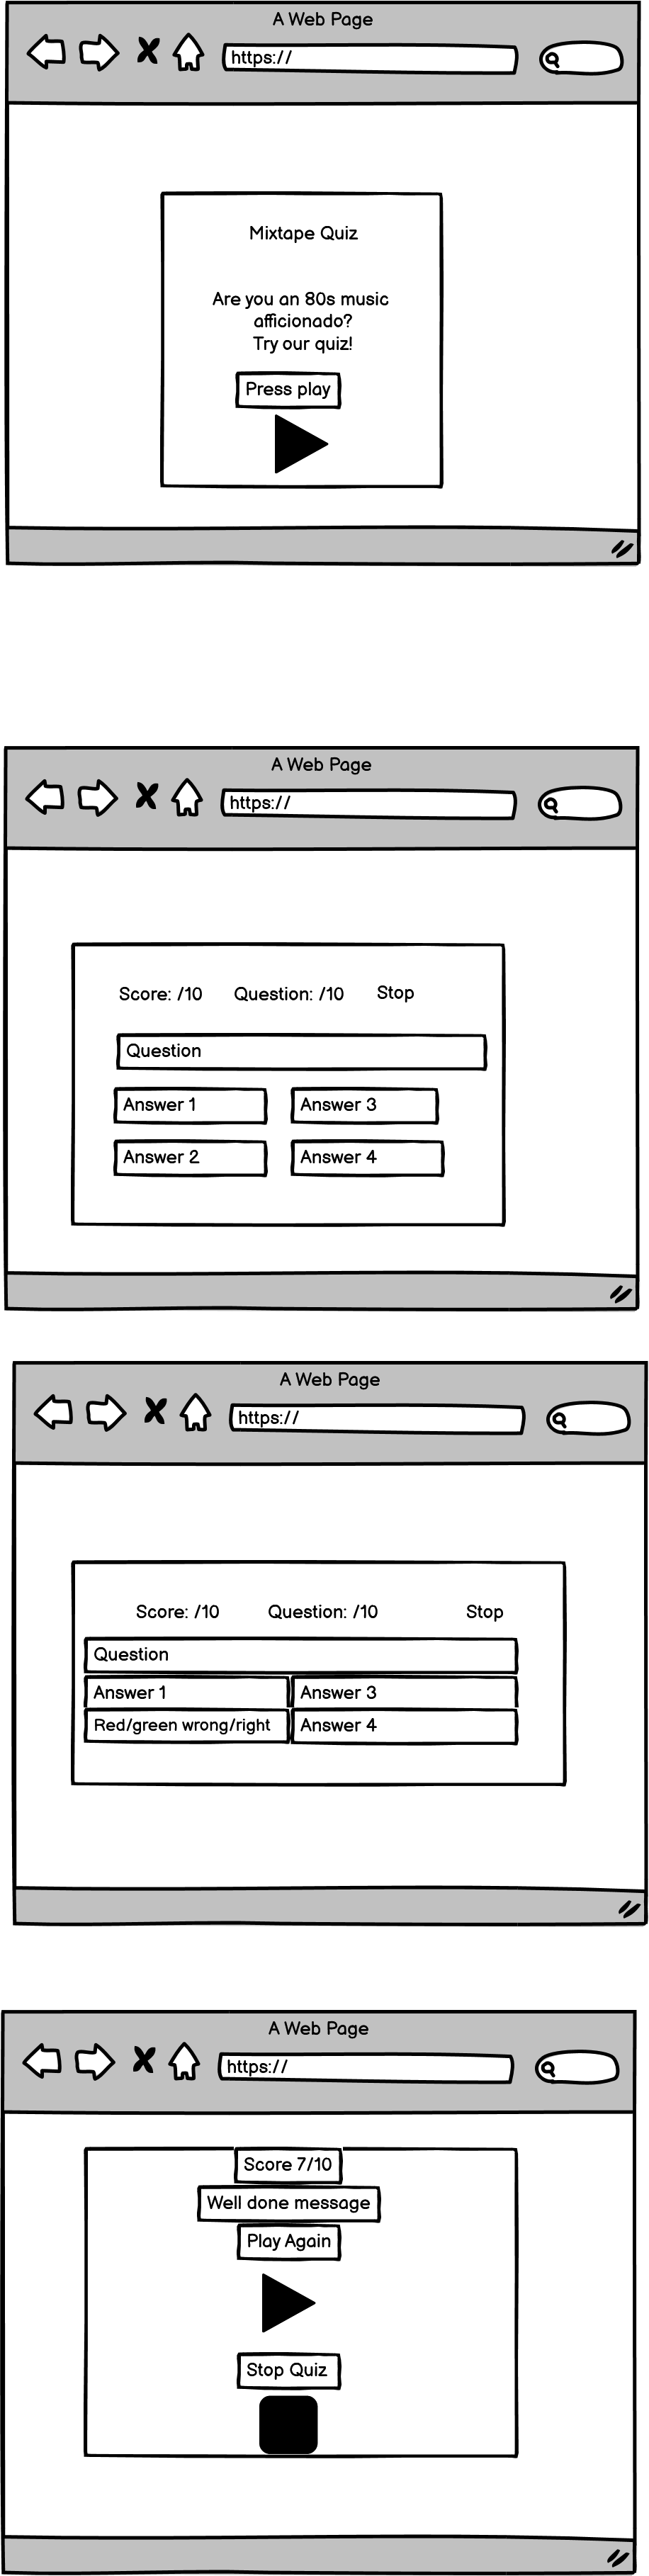 A Web Page
https://
Mixtape Quiz
Are you an 80s music
afficionado?
Try our quiz!
Press play
A Web Page
https://
Score: /10 Question: /10 Stop
Question
Answer 1 Answer 3
Answer 2 Answer 4
A Web Page
https://
Score: /10 Question: /10 Stop
Question
Answer 1 Answer 3
Red/green wrong/right Answer 4
A Web Page
https://
Score 7/10
Well done message
Play Again
Stop Quiz